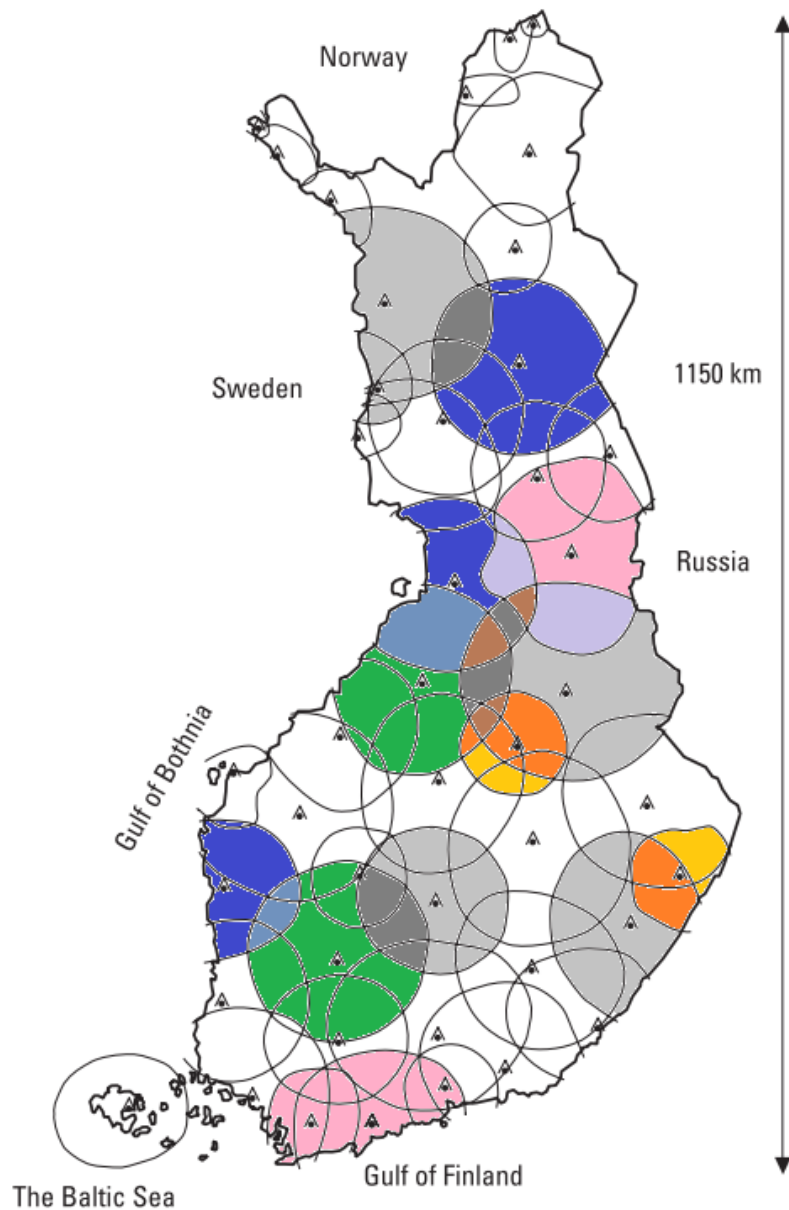 Norway
Sweden
1150 km
Russia
Gulf of Bothnia
Gulf of Finland
The Baltic Sea